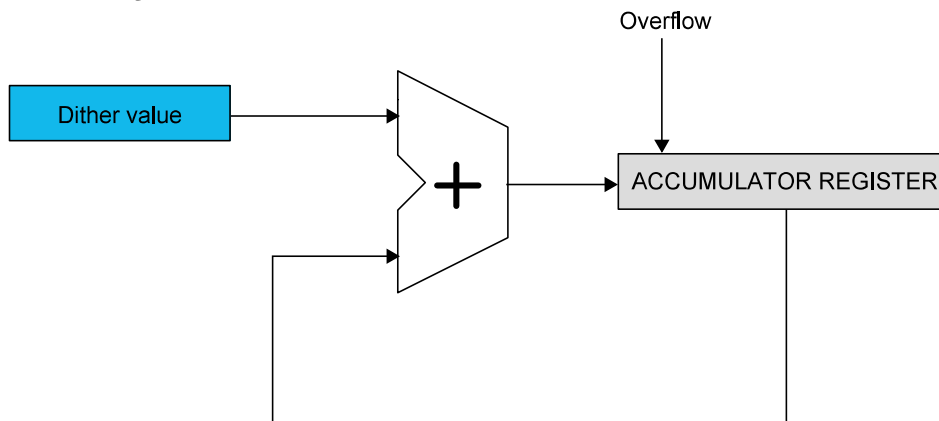 Overflow
Dither value
+
ACCUMULATOR REGISTER